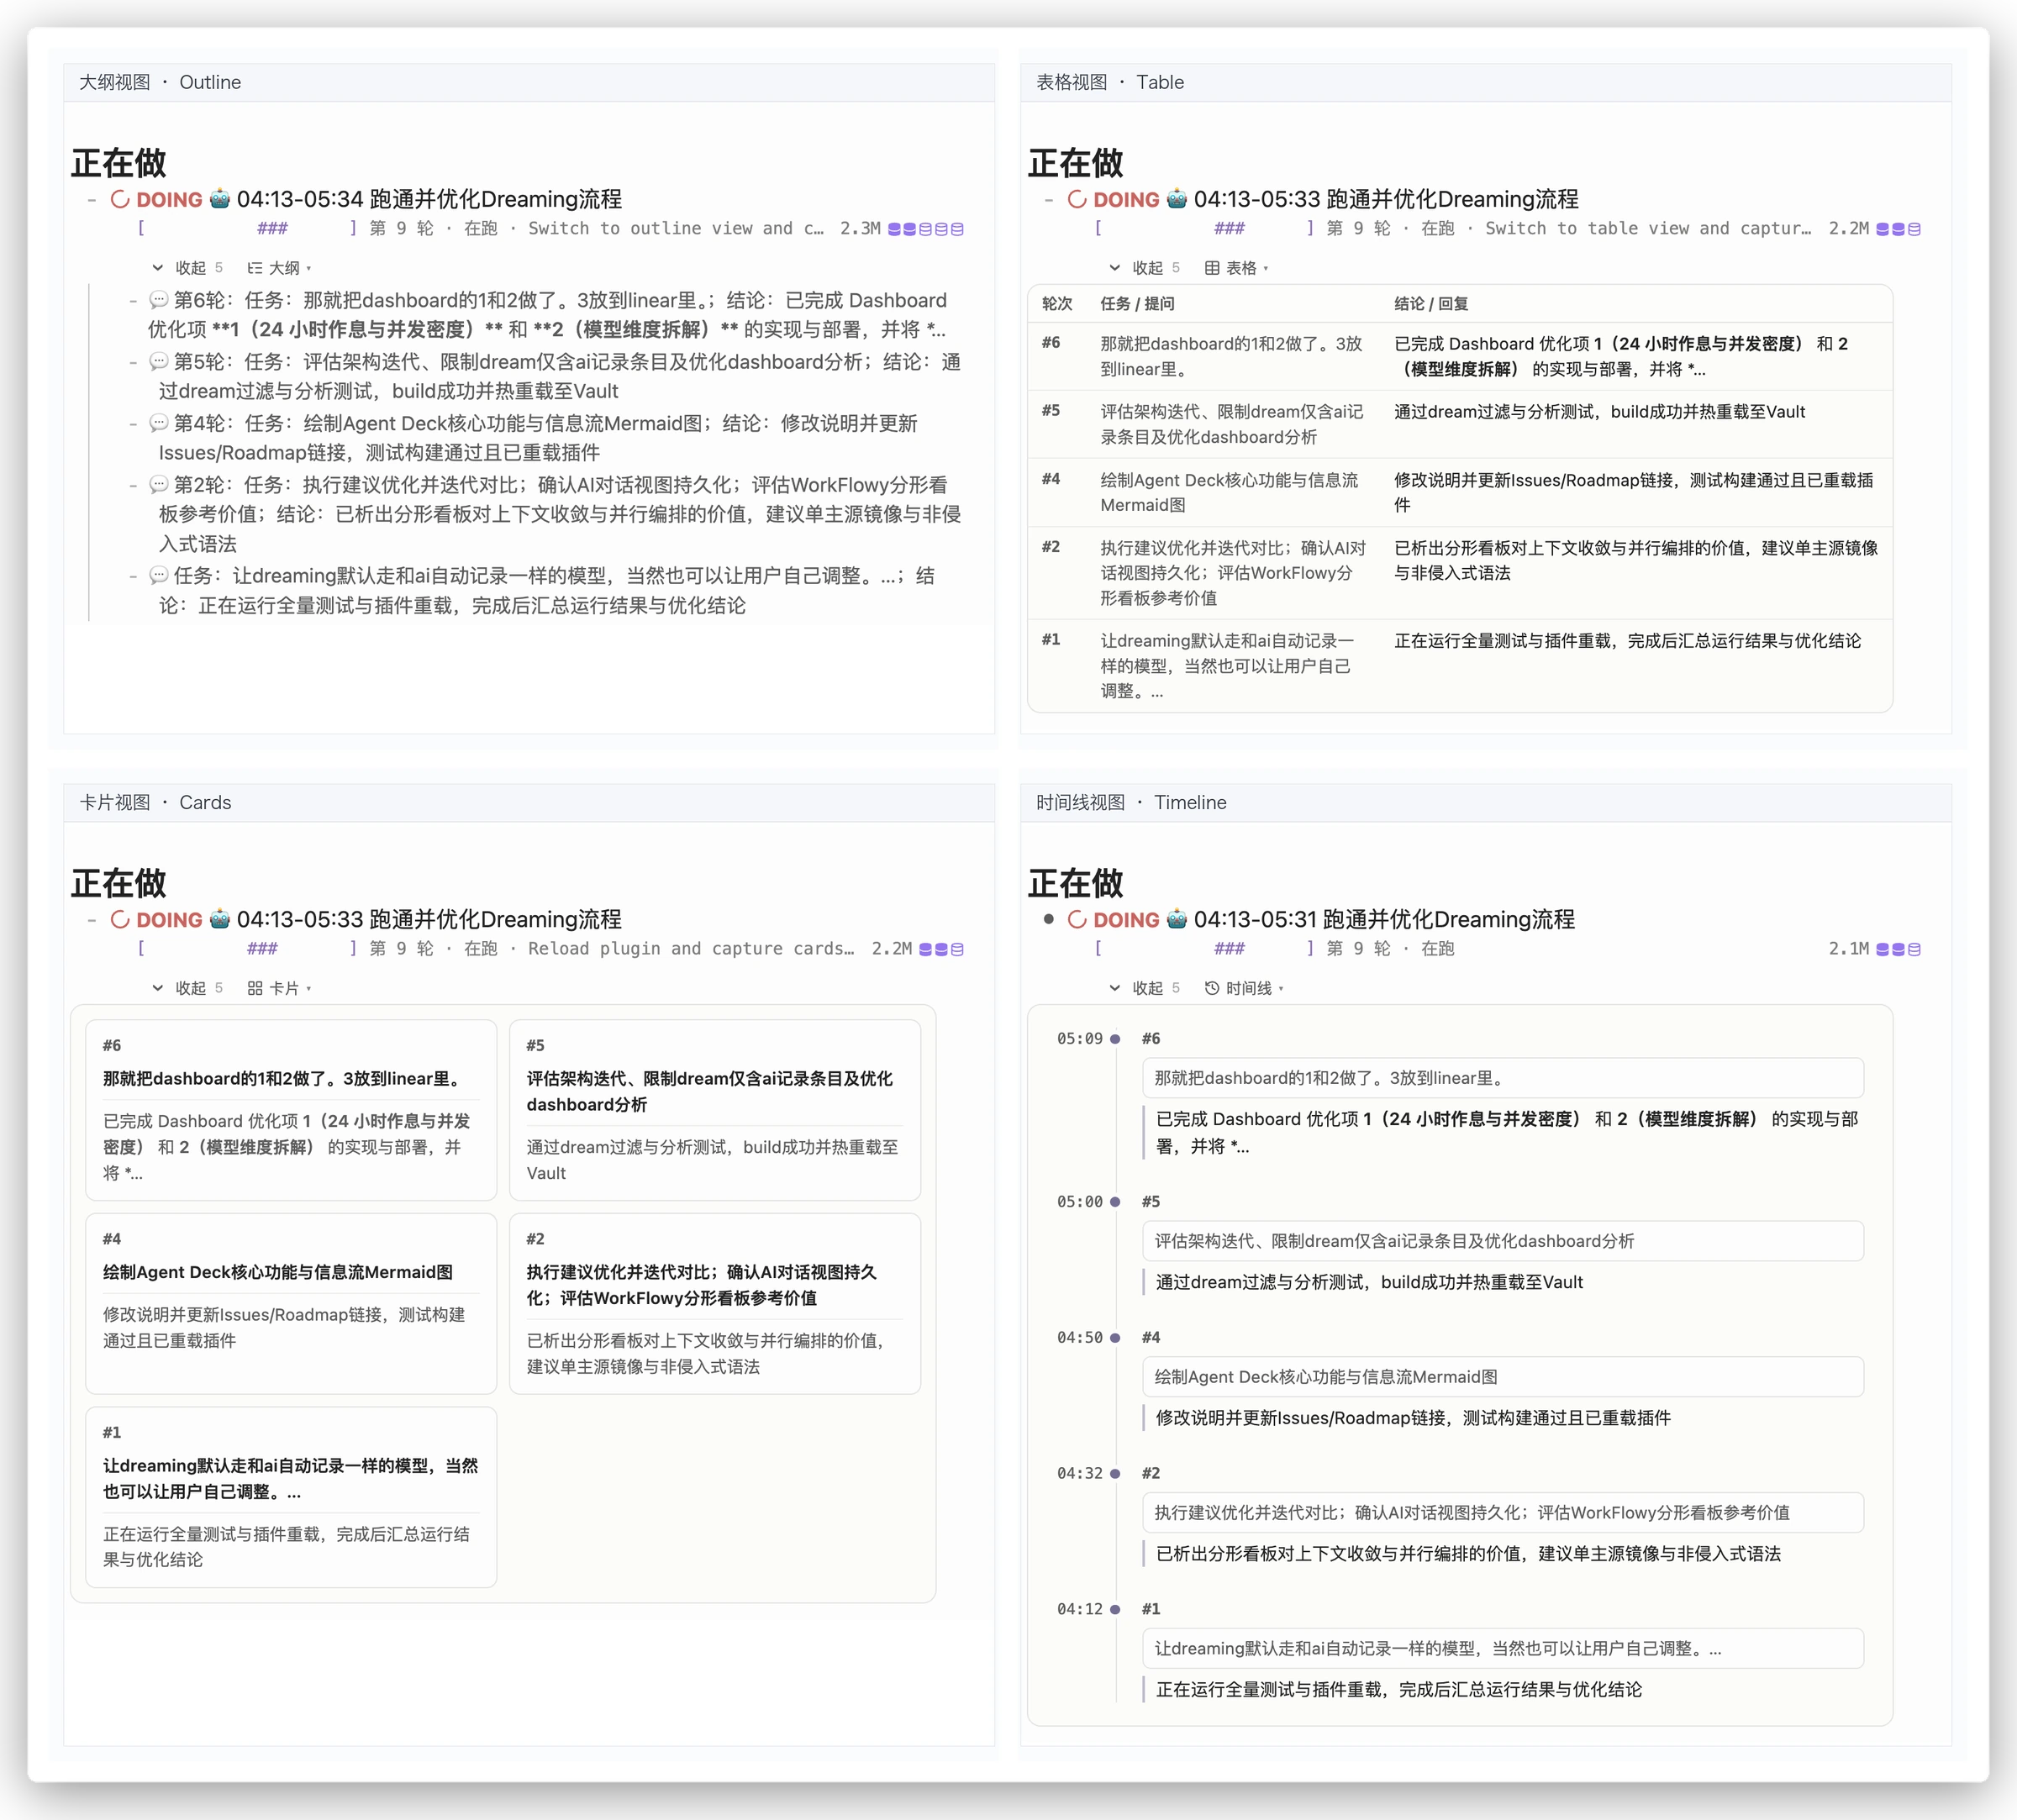 大纲视图 · Outline
正在做
- DOING 🤖 04:13-05:34 跑通并优化Dreaming流程
[ ### ] 第 9 轮 · 在跑 · Switch to outline view and c… 2.3M
收起 5 大纲
- 💬 第6轮：任务：那就把dashboard的1和2做了。3放到linear里。；结论：已完成 Dashboard
优化项 **1（24 小时作息与并发密度）** 和 **2（模型维度拆解）** 的实现与部署，并将 *…
- 💬 第5轮：任务：评估架构迭代、限制dream仅含ai记录条目及优化dashboard分析；结论：通
过dream过滤与分析测试，build成功并热重载至Vault
- 💬 第4轮：任务：绘制Agent Deck核心功能与信息流Mermaid图；结论：修改说明并更新
Issues/Roadmap链接，测试构建通过且已重载插件
- 💬 第2轮：任务：执行建议优化并迭代对比；确认AI对话视图持久化；评估WorkFlowy分形看
板参考价值；结论：已析出分形看板对上下文收敛与并行编排的价值，建议单主源镜像与非侵
入式语法
- 💬 任务：让dreaming默认走和ai自动记录一样的模型，当然也可以让用户自己调整。…；结
论：正在运行全量测试与插件重载，完成后汇总运行结果与优化结论
表格视图 · Table
正在做
- DOING 🤖 04:13-05:33 跑通并优化Dreaming流程
[ ### ] 第 9 轮 · 在跑 · Switch to table view and captur… 2.2M
收起 5 表格
轮次 任务 / 提问 结论 / 回复
#6
那就把dashboard的1和2做了。3放
到linear里。
已完成 Dashboard 优化项 1（24 小时作息与并发密度） 和 2
（模型维度拆解） 的实现与部署，并将 *…
#5
评估架构迭代、限制dream仅含ai记
录条目及优化dashboard分析
通过dream过滤与分析测试，build成功并热重载至Vault
#4
绘制Agent Deck核心功能与信息流
Mermaid图
修改说明并更新Issues/Roadmap链接，测试构建通过且已重载插
件
#2
执行建议优化并迭代对比；确认AI对
话视图持久化；评估WorkFlowy分
形看板参考价值
已析出分形看板对上下文收敛与并行编排的价值，建议单主源镜像
与非侵入式语法
#1
让dreaming默认走和ai自动记录一
样的模型，当然也可以让用户自己
调整。…
正在运行全量测试与插件重载，完成后汇总运行结果与优化结论
卡片视图 · Cards
正在做
- DOING 🤖 04:13-05:33 跑通并优化Dreaming流程
[ ### ] 第 9 轮 · 在跑 · Reload plugin and capture cards… 2.2M
收起 5 卡片
#6
那就把dashboard的1和2做了。3放到linear里。
已完成 Dashboard 优化项 1（24 小时作息与并发
密度） 和 2（模型维度拆解） 的实现与部署，并
将 *…
#5
评估架构迭代、限制dream仅含ai记录条目及优化
dashboard分析
通过dream过滤与分析测试，build成功并热重载至
Vault
#4
绘制Agent Deck核心功能与信息流Mermaid图
修改说明并更新Issues/Roadmap链接，测试构建
通过且已重载插件
#2
执行建议优化并迭代对比；确认AI对话视图持久
化；评估WorkFlowy分形看板参考价值
已析出分形看板对上下文收敛与并行编排的价值，
建议单主源镜像与非侵入式语法
#1
让dreaming默认走和ai自动记录一样的模型，当然
也可以让用户自己调整。…
正在运行全量测试与插件重载，完成后汇总运行结
果与优化结论
时间线视图 · Timeline
正在做
● DOING 🤖 04:13-05:31 跑通并优化Dreaming流程
[ ### ] 第 9 轮 · 在跑 2.1M
收起 5 时间线
05:09 #6
那就把dashboard的1和2做了。3放到linear里。
已完成 Dashboard 优化项 1（24 小时作息与并发密度） 和 2（模型维度拆解） 的实现与部
署，并将 *…
05:00 #5
评估架构迭代、限制dream仅含ai记录条目及优化dashboard分析
通过dream过滤与分析测试，build成功并热重载至Vault
04:50 #4
绘制Agent Deck核心功能与信息流Mermaid图
修改说明并更新Issues/Roadmap链接，测试构建通过且已重载插件
04:32 #2
执行建议优化并迭代对比；确认AI对话视图持久化；评估WorkFlowy分形看板参考价值
已析出分形看板对上下文收敛与并行编排的价值，建议单主源镜像与非侵入式语法
04:12 #1
让dreaming默认走和ai自动记录一样的模型，当然也可以让用户自己调整。…
正在运行全量测试与插件重载，完成后汇总运行结果与优化结论